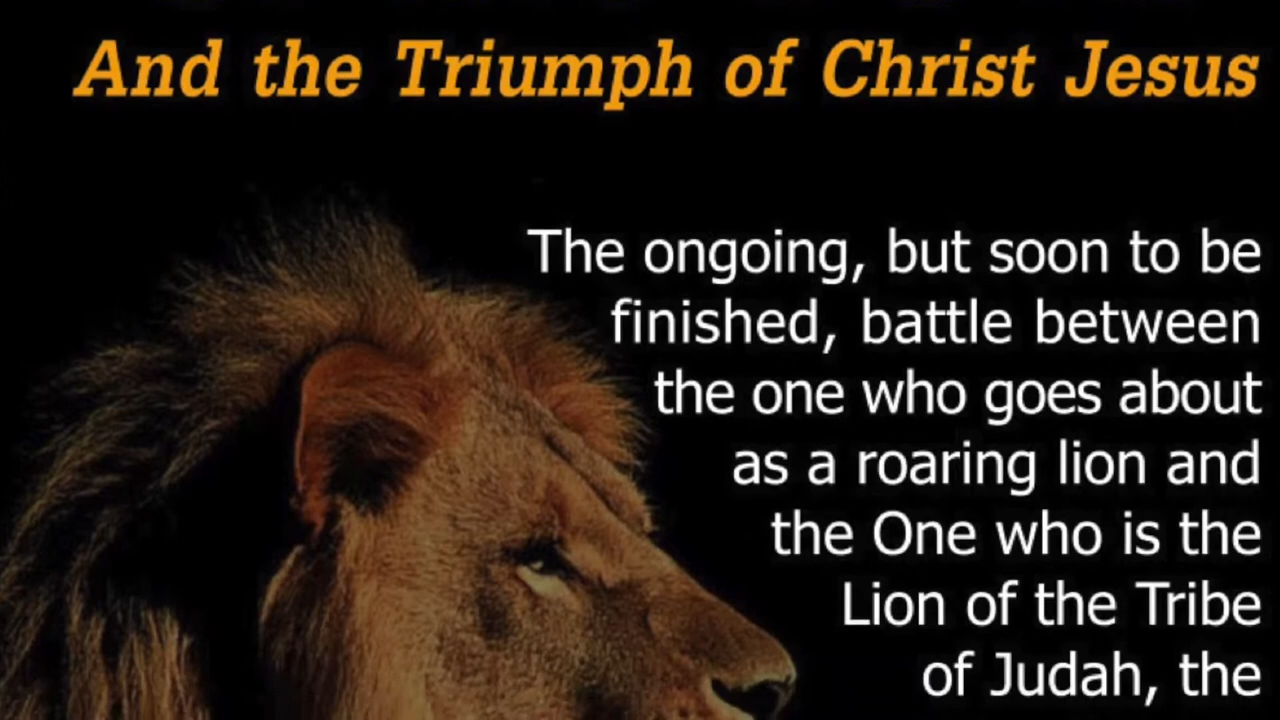 And the Triumph of Christ Jesus
The ongoing, but soon to be
finished, battle between
the one who goes about
as a roaring lion and
the One who is the
Lion of the Tribe
of Judah, the